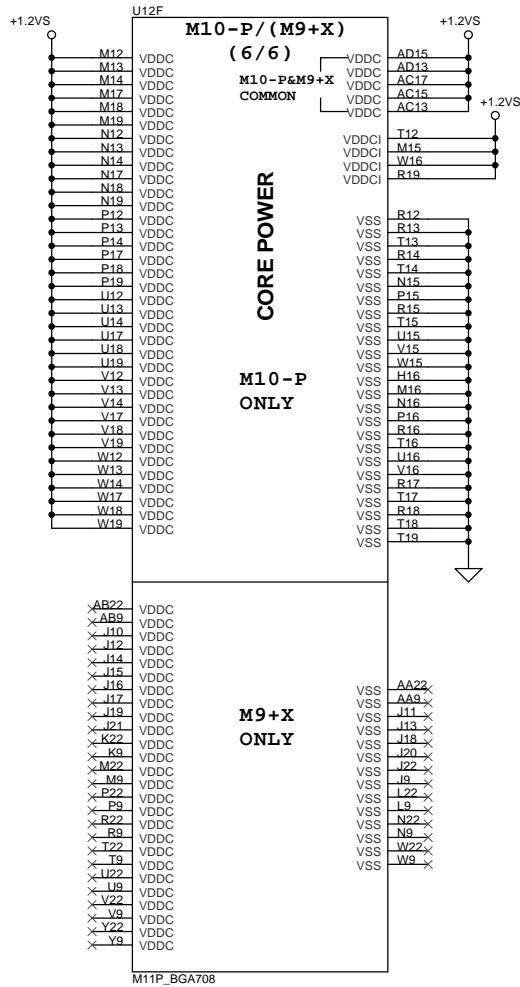 U12F
+1.2VS
M10-P/(M9+X)
(6/6)
+1.2VS
M10-P&M9+X
COMMON
+1.2VS
CORE POWER
M10-P
ONLY
M12 VDDC
M13 VDDC
M14 VDDC
M17 VDDC
M18 VDDC
M19 VDDC
N12 VDDC
N13 VDDC
N14 VDDC
N17 VDDC
N18 VDDC
N19 VDDC
P12 VDDC
P13 VDDC
P14 VDDC
P17 VDDC
P18 VDDC
P19 VDDC
U12 VDDC
U13 VDDC
U14 VDDC
U17 VDDC
U18 VDDC
U19 VDDC
V12 VDDC
V13 VDDC
V14 VDDC
V17 VDDC
V18 VDDC
V19 VDDC
W12 VDDC
W13 VDDC
W14 VDDC
W17 VDDC
W18 VDDC
W19 VDDC
VDDC AD15
VDDC AD13
VDDC AC17
VDDC AC15
VDDC AC13
VDDCI T12
VDDCI M15
VDDCI W16
VDDCI R19
VSS R12
VSS R13
VSS T13
VSS R14
VSS T14
VSS N15
VSS P15
VSS R15
VSS T15
VSS U15
VSS V15
VSS W15
VSS H16
VSS M16
VSS N16
VSS P16
VSS R16
VSS T16
VSS U16
VSS V16
VSS R17
VSS T17
VSS R18
VSS T18
VSS T19
AB22 VDDC
AB9 VDDC
J10 VDDC
J12 VDDC
J14 VDDC
J15 VDDC
J16 VDDC
J17 VDDC
J19 VDDC
J21 VDDC
K22 VDDC
K9 VDDC
M22 VDDC
M9 VDDC
P22 VDDC
P9 VDDC
R22 VDDC
R9 VDDC
T22 VDDC
T9 VDDC
U22 VDDC
U9 VDDC
V22 VDDC
V9 VDDC
Y22 VDDC
Y9 VDDC
M9+X
ONLY
VSS AA22
VSS AA9
VSS J11
VSS J13
VSS J18
VSS J20
VSS J22
VSS J9
VSS L22
VSS L9
VSS N22
VSS N9
VSS W22
VSS W9
M11P_BGA708